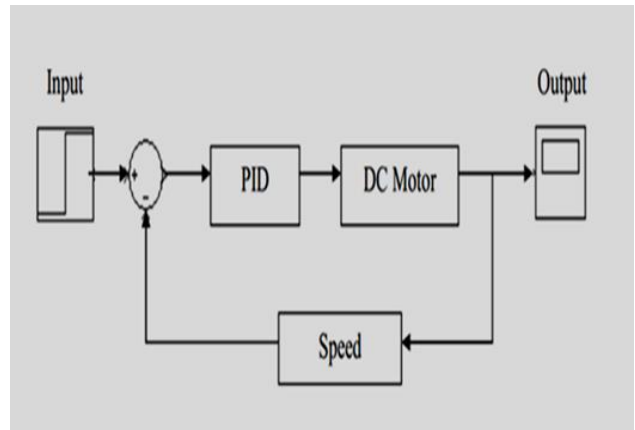 Input
Output
+
-
PID
DC Motor
Speed